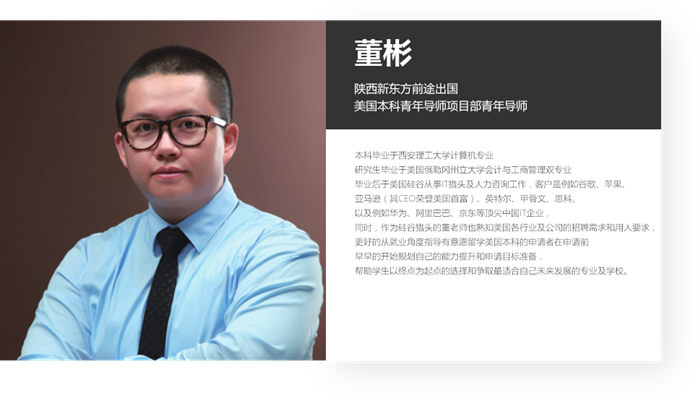 董彬
陕西新东方前途出国
美国本科青年导师项目部青年导师
本科毕业于西安理工大学计算机专业
研究生毕业于美国俄勒冈州立大学会计与工商管理双专业
毕业后于美国硅谷从事IT猎头及人力咨询工作，客户是例如谷歌、苹果、
亚马逊（其CEO荣登美国首富）、英特尔、甲骨文、思科、
以及例如华为、阿里巴巴、京东等顶尖中国IT企业，
同时，作为硅谷猎头的董老师也熟知美国各行业及公司的招聘需求和用人要求，
更好的从就业角度指导有意愿留学美国本科的申请者在申请前
早早的开始规划自己的能力提升和申请目标准备，
帮助学生以终点为起点的选择和争取最适合自己未来发展的专业及学校。